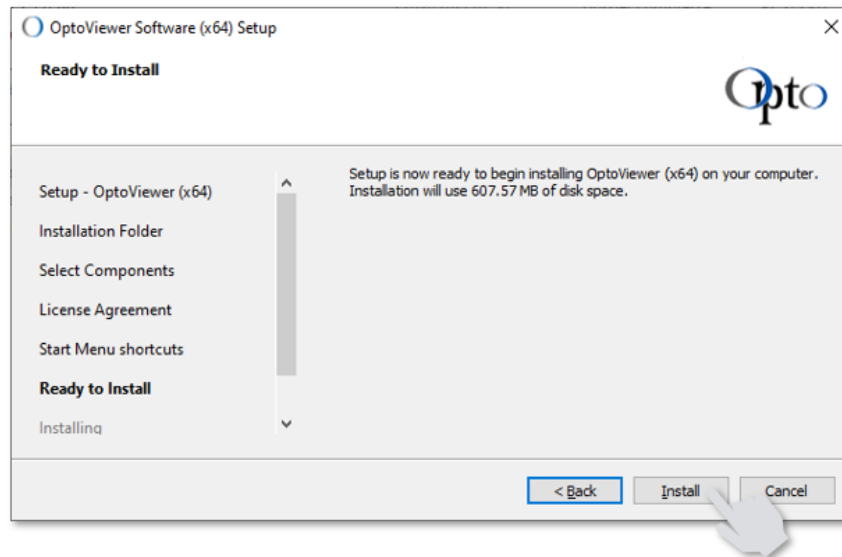 OptoViewer Software (x64) Setup
Ready to Install
Opto
Setup - OptoViewer (x64)
Installation Folder
Select Components
License Agreement
Start Menu shortcuts
Ready to Install
Installing
Setup is now ready to begin installing OptoViewer (x64) on your computer.
Installation will use 607.57 MB of disk space.
< Back
Install
Cancel